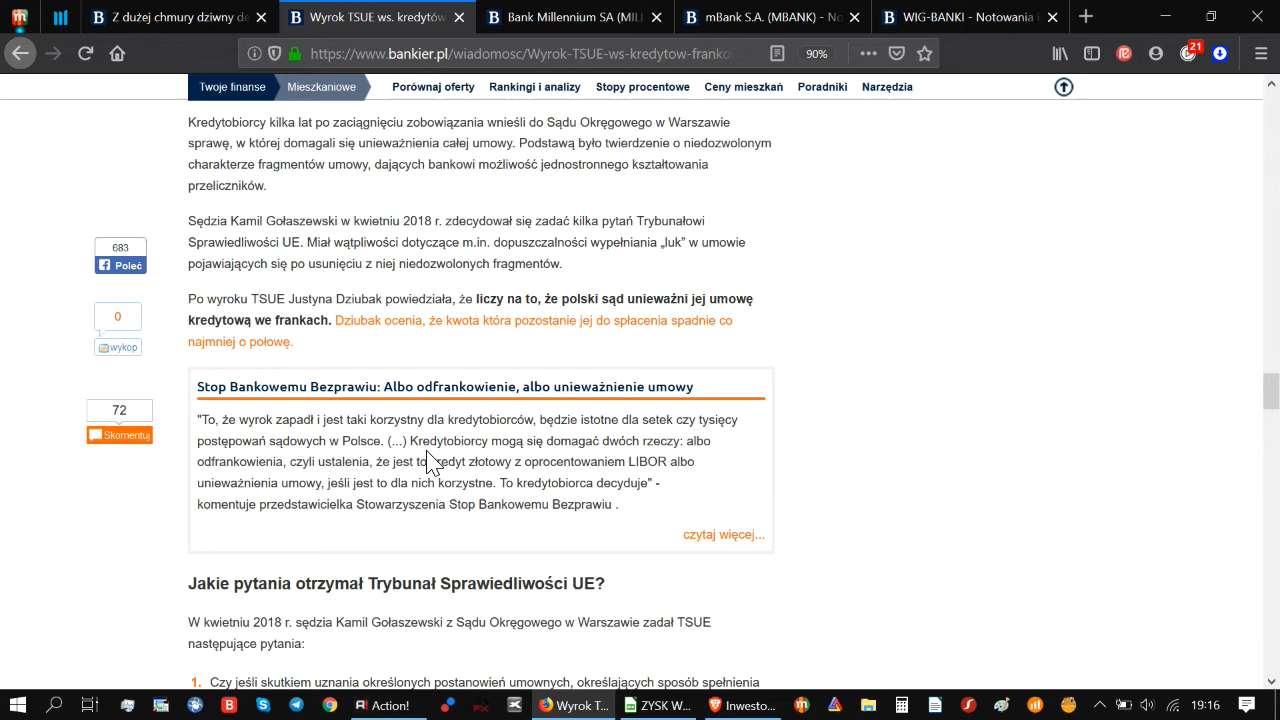 Z dużej chmury dziwny de
Wyrok TSUE ws. kredytów
Bank Millennium SA (MILL
mBank S.A. (MBANK) - No
WIG-BANKI - Notowania i
https://www.bankier.pl/wiadomosc/Wyrok-TSUE-ws-kredytow-franko
90%
21
Twoje finanse
Mieszkaniowe
Porównaj oferty
Rankingi i analizy
Stopy procentowe
Ceny mieszkań
Poradniki
Narzędzia
Kredytobiorcy kilka lat po zaciągnięciu zobowiązania wnieśli do Sądu Okręgowego w Warszawie
sprawę, w której domagali się unieważnienia całej umowy. Podstawą było twierdzenie o niedozwolonym
charakterze fragmentów umowy, dających bankowi możliwość jednostronnego kształtowania
przeliczników.
Sędzia Kamil Gołaszewski w kwietniu 2018 r. zdecydował się zadać kilka pytań Trybunałowi
Sprawiedliwości UE. Miał wątpliwości dotyczące m.in. dopuszczalności wypełniania „luk” w umowie
pojawiających się po usunięciu z niej niedozwolonych fragmentów.
683
Poleć
Po wyroku TSUE Justyna Dziubak powiedziała, że liczy na to, że polski sąd unieważni jej umowę
kredytową we frankach. Dziubak ocenia, że kwota która pozostanie jej do spłacenia spadnie co
najmniej o połowę.
0
wykop
72
Skomentuj
Stop Bankowemu Bezprawiu: Albo odfrankowienie, albo unieważnienie umowy
"To, że wyrok zapadł i jest taki korzystny dla kredytobiorców, będzie istotne dla setek czy tysięcy
postępowań sądowych w Polsce. (...) Kredytobiorcy mogą się domagać dwóch rzeczy: albo
odfrankowienia, czyli ustalenia, że jest to kredyt złotowy z oprocentowaniem LIBOR albo
unieważnienia umowy, jeśli jest to dla nich korzystne. To kredytobiorca decyduje" -
komentuje przedstawicielka Stowarzyszenia Stop Bankowemu Bezprawiu .
czytaj więcej...
Jakie pytania otrzymał Trybunał Sprawiedliwości UE?
W kwietniu 2018 r. sędzia Kamil Gołaszewski z Sądu Okręgowego w Warszawie zadał TSUE
następujące pytania:
1. Czy jeśli skutkiem uznania określonych postanowień umownych, określających sposób spełnienia
Action!
Wyrok T...
ZYSK W...
Inwesto...
19:16